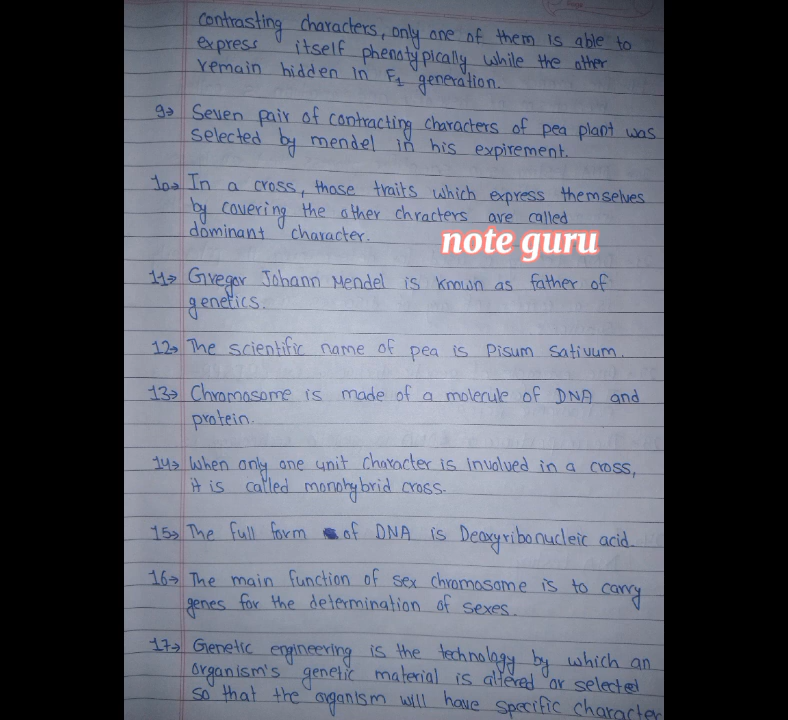 contrasting characters, only one of them is able to
express itself phenotypically while the other
remain hidden in F1 generation.
9→ Seven pair of contracting characters of pea plant was
selected by mendel in his expirement.
10→ In a cross, those traits which express themselves
by covering the other chracters are called
dominant character.
note guru
11→ Gregor Johann Mendel is known as father of
genetics.
12→ The scientific name of pea is Pisum Sativum.
13→ Chromosome is made of a molecule of DNA and
protein.
14→ When only one unit character is involved in a cross,
it is called monohybrid cross.
15→ The full form of DNA is Deoxyribonucleic acid.
16→ The main function of sex chromosome is to carry
genes for the determination of sexes.
17→ Genetic engineering is the technology by which an
organism's genetic material is altered or selected
so that the organism will have specific character